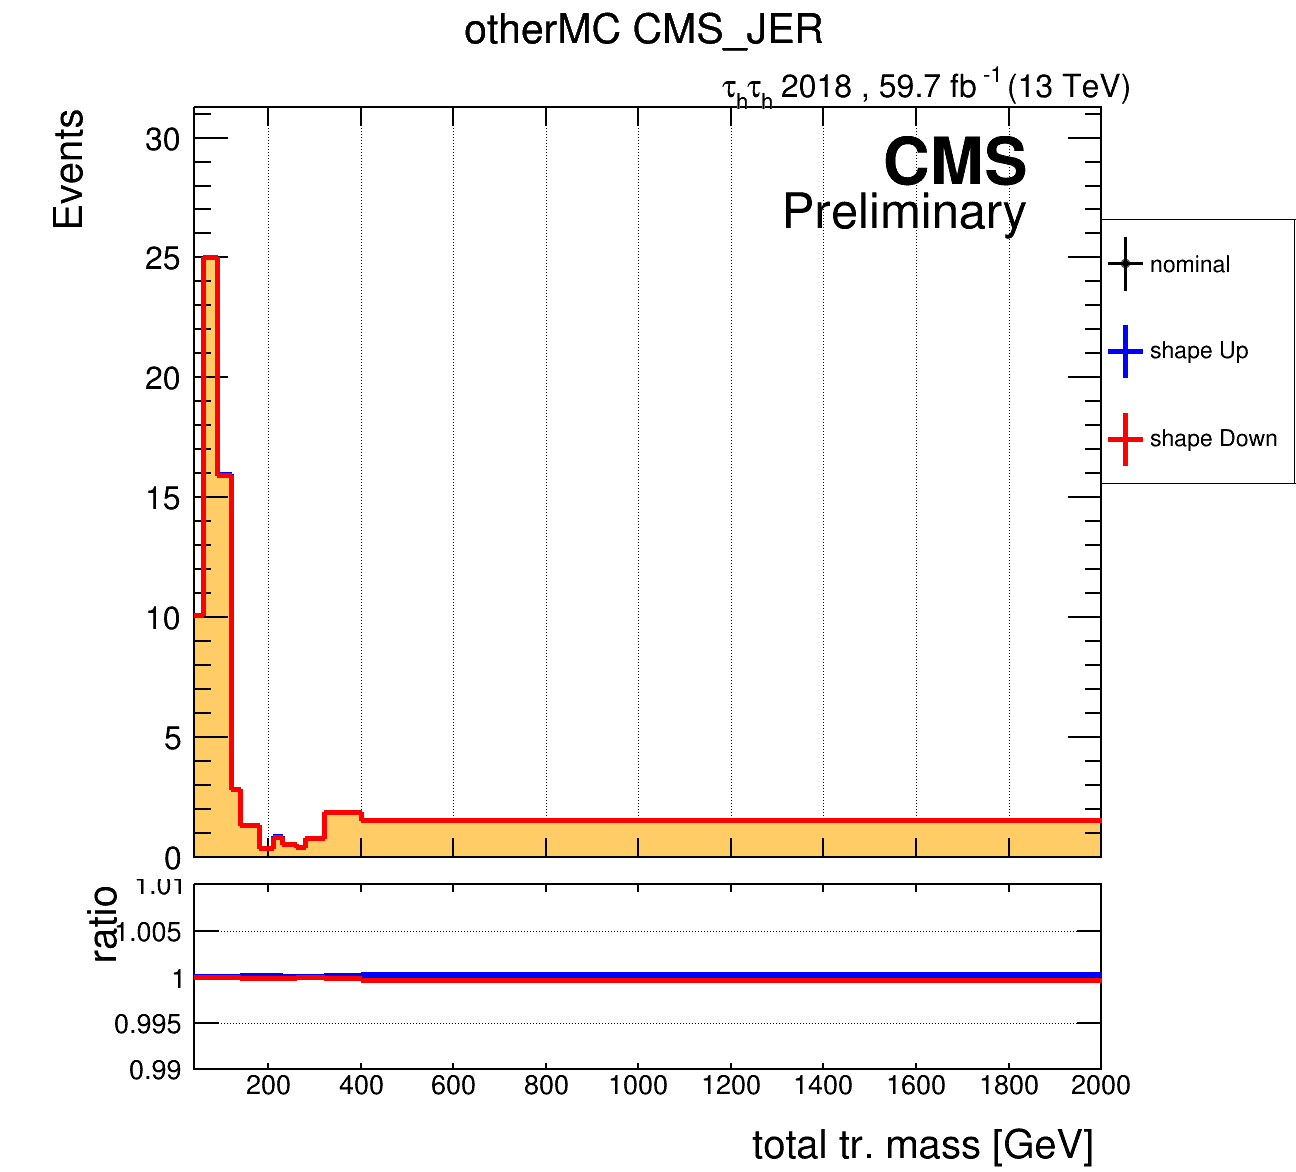 otherMC CMS_JER
τhτh 2018 , 59.7 fb-1 (13 TeV)
Events
CMS
Preliminary
30
25
20
15
10
5
0
nominal
shape Up
shape Down
ratio
1.01
1.005
1
0.995
0.99
200 400 600 800 1000 1200 1400 1600 1800 2000
total tr. mass [GeV]